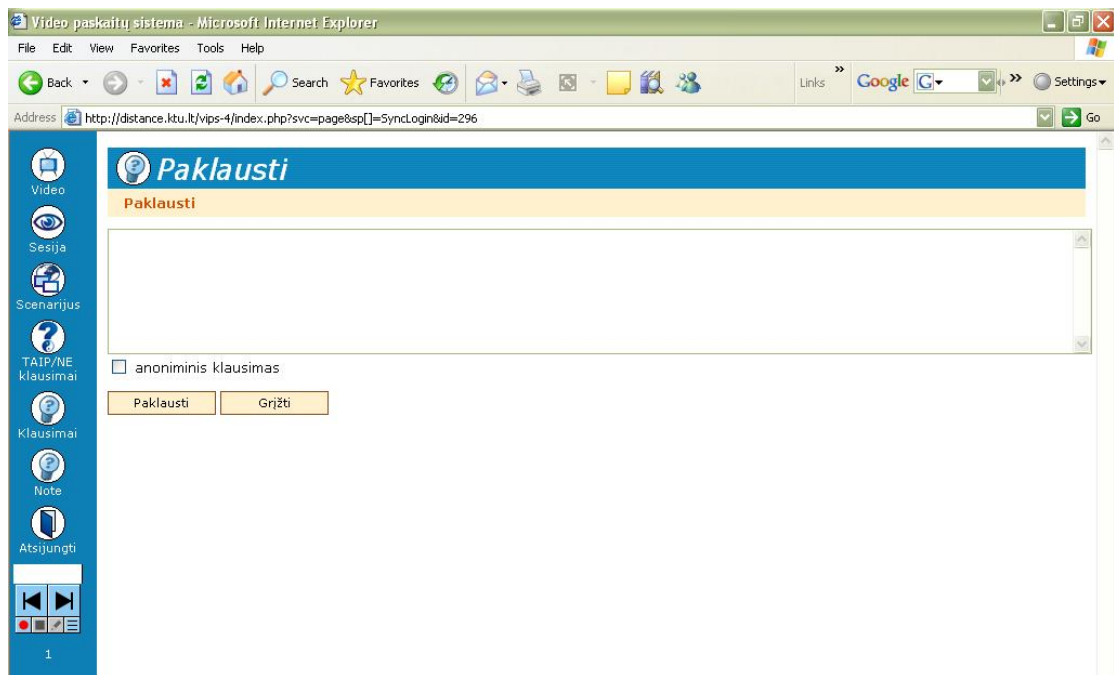 Video paskaitų sistema - Microsoft Internet Explorer
File Edit View Favorites Tools Help
Back Search Favorites Links » Google G » Settings
Address http://distance.ktu.lt/vips-4/index.php?svc=page&sp[]=SyncLogin&id=296 Go
Video
Sesija
Scenarijus
TAIP/NE
klausimai
Klausimai
Note
Atsijungti
1
Paklausti
Paklausti
anoniminis klausimas
Paklausti Grįžti